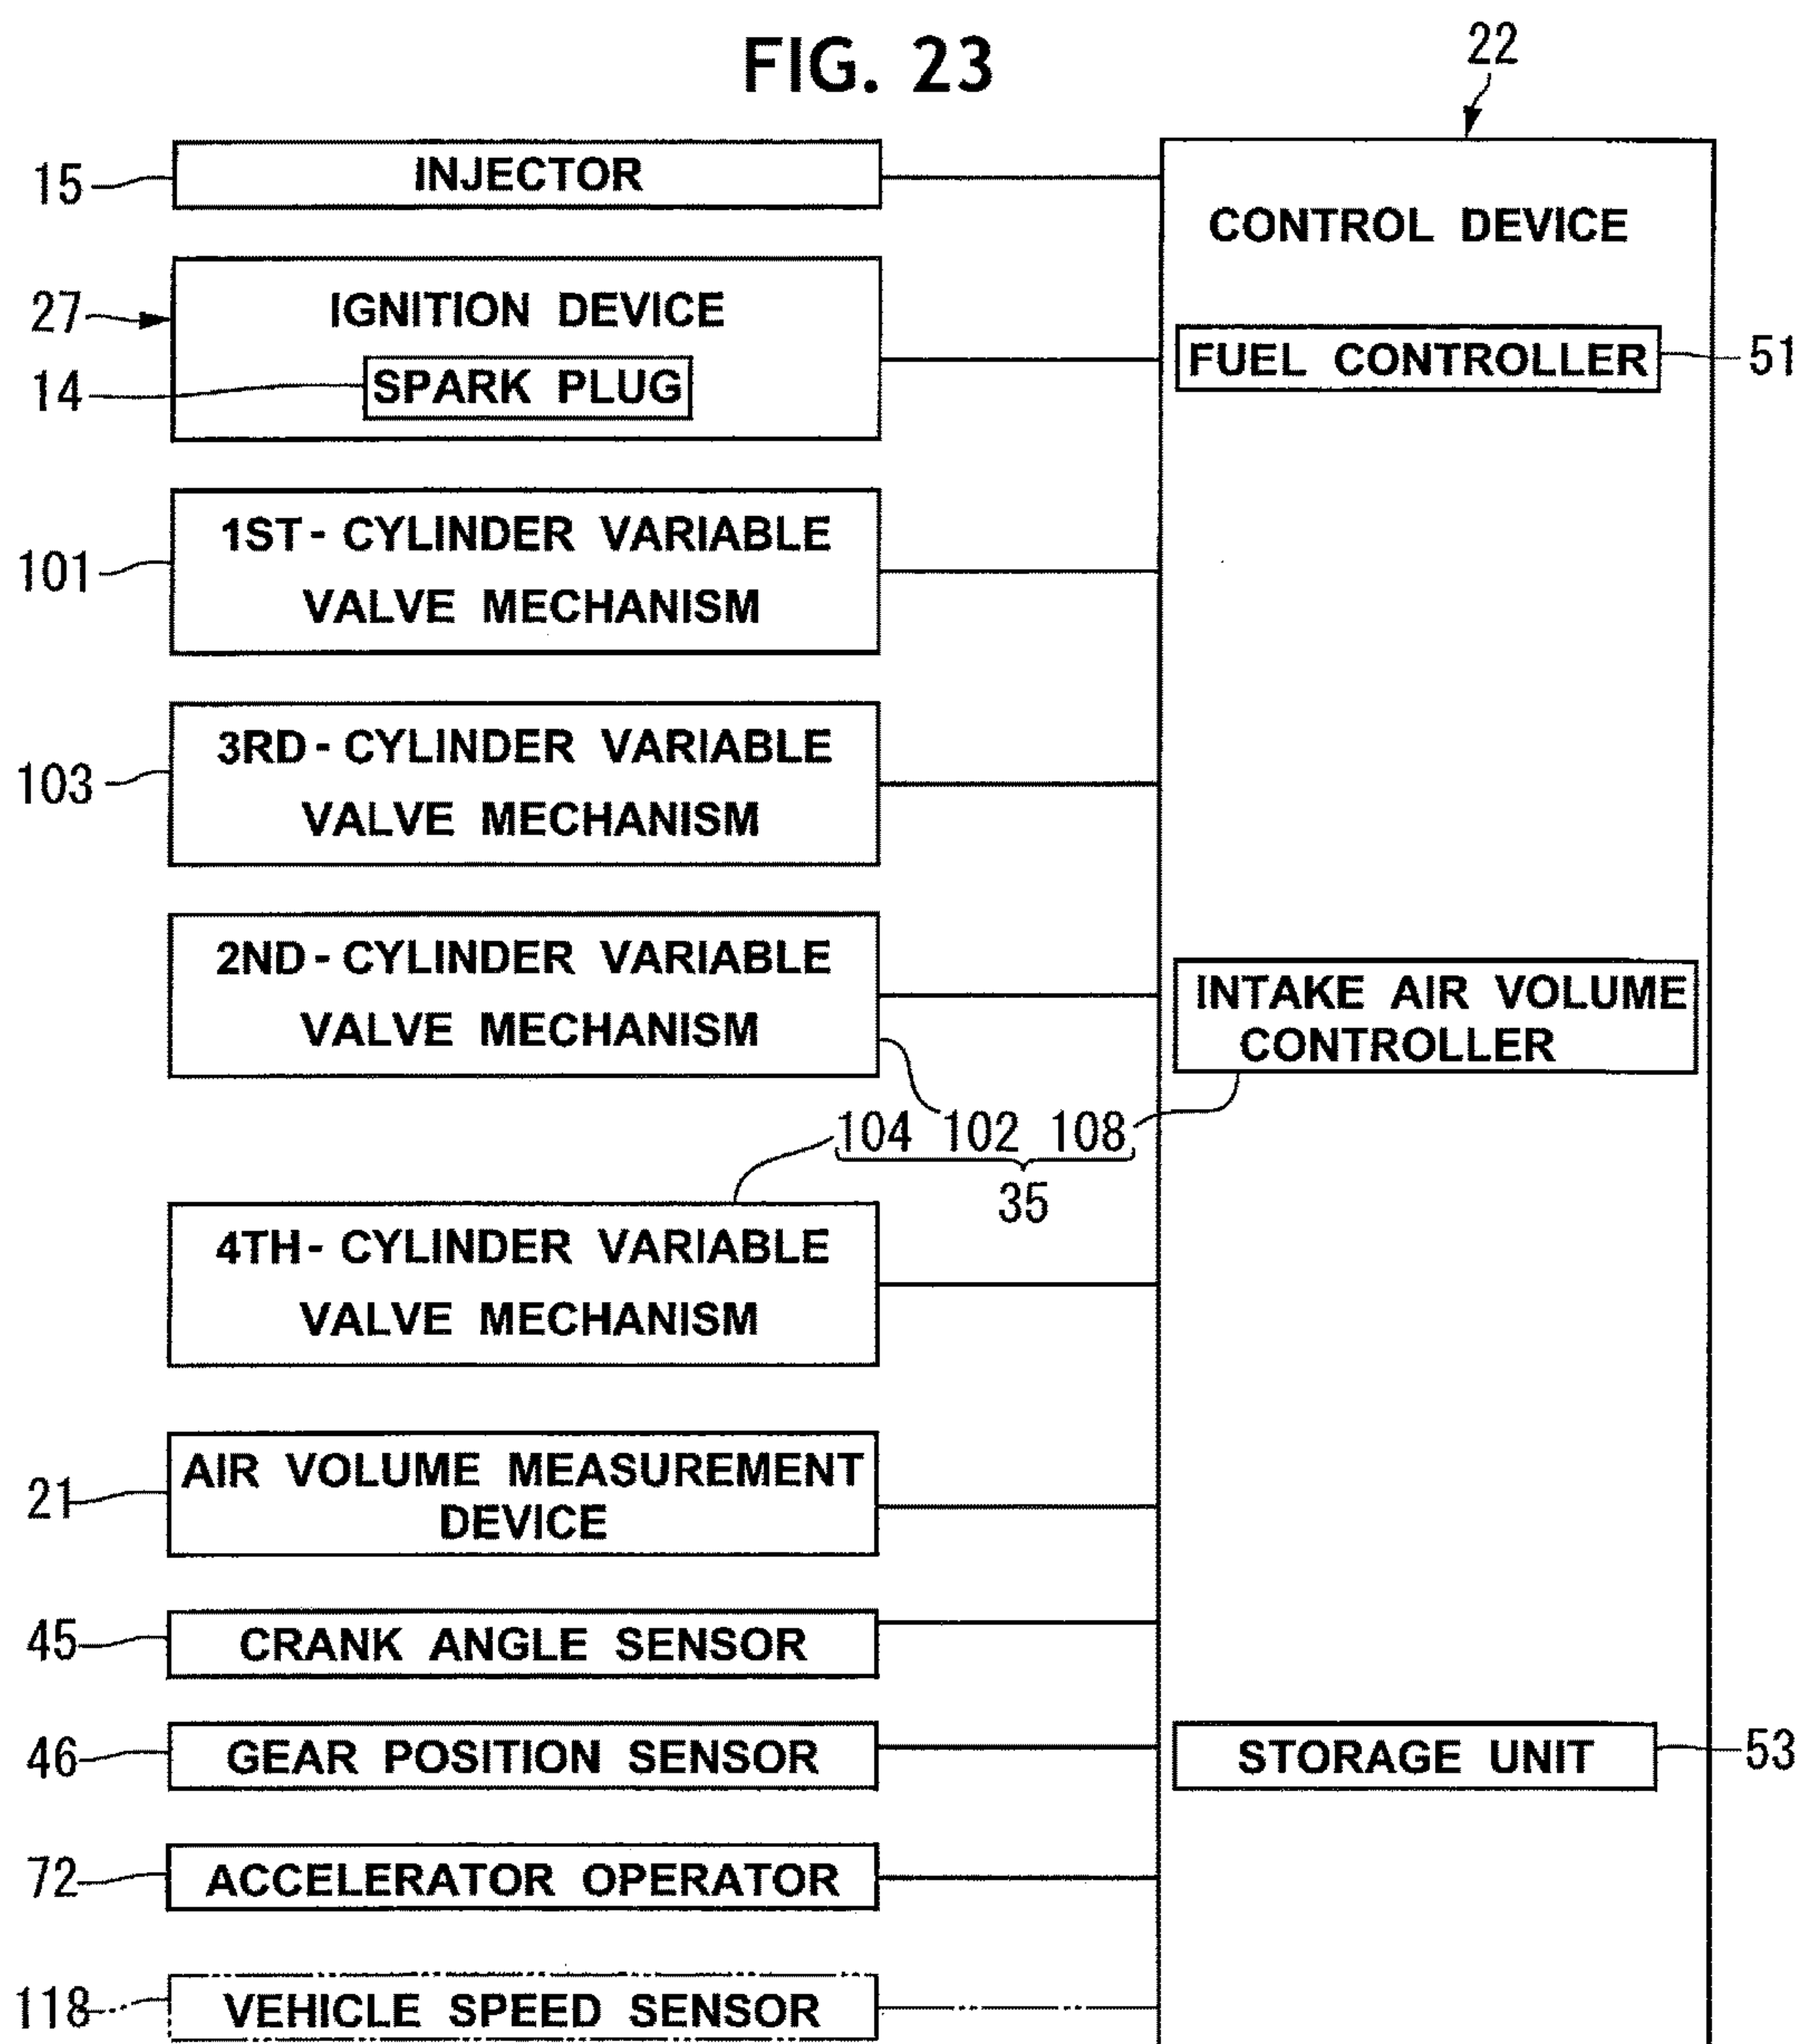 FIG. 23
22
15
INJECTOR
CONTROL DEVICE
27
IGNITION DEVICE
14
SPARK PLUG
FUEL CONTROLLER
51
101
1ST- CYLINDER VARIABLE
VALVE MECHANISM
103
3RD- CYLINDER VARIABLE
VALVE MECHANISM
2ND- CYLINDER VARIABLE
VALVE MECHANISM
INTAKE AIR VOLUME
CONTROLLER
104 102 108
35
4TH- CYLINDER VARIABLE
VALVE MECHANISM
21
AIR VOLUME MEASUREMENT
DEVICE
45
CRANK ANGLE SENSOR
46
GEAR POSITION SENSOR
STORAGE UNIT
53
72
ACCELERATOR OPERATOR
118
VEHICLE SPEED SENSOR